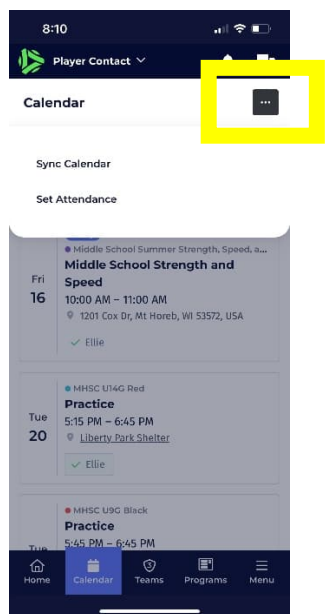 8:10
Player Contact
Calendar
...
Sync Calendar
Set Attendance
Middle School Summer Strength, Speed, a...
Middle School Strength and
Fri
Speed
16
10:00 AM – 11:00 AM
1201 Cox Dr, Mt Horeb, WI 53572, USA
Ellie
MHSC U14G Red
Practice
Tue
5:15 PM – 6:45 PM
20
Liberty Park Shelter
Ellie
MHSC U9G Black
Practice
Tue
5:45 PM – 6:45 PM
Home Calendar Teams Programs Menu